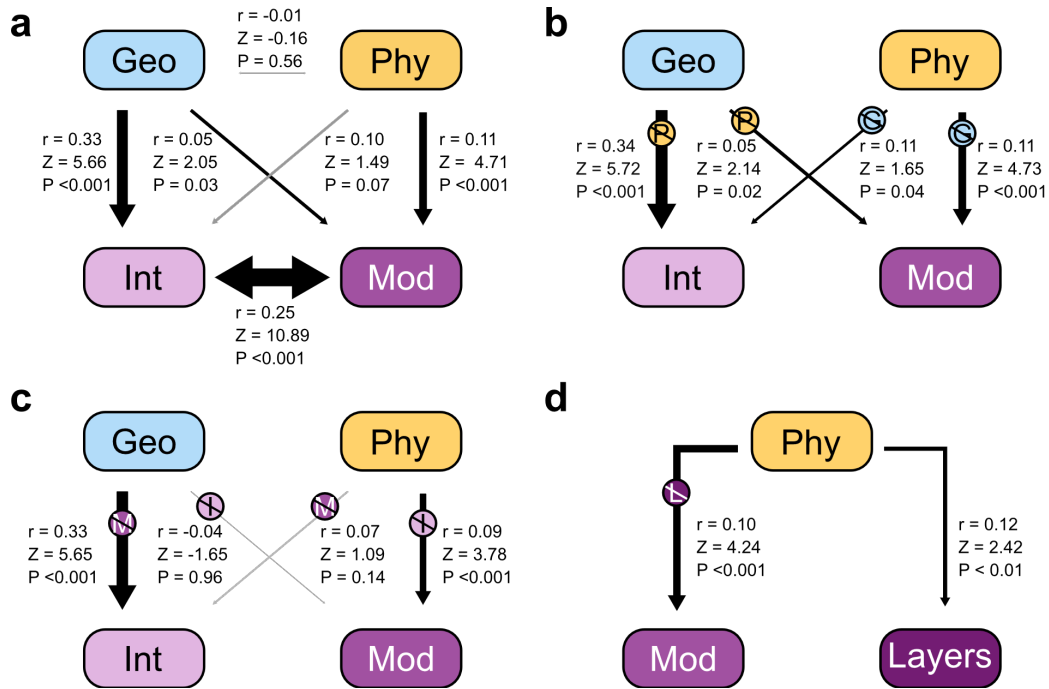 a
Geo
r = -0.01
Z = -0.16
P = 0.56
Phy
r = 0.33
Z = 5.66
P <0.001
r = 0.05
Z = 2.05
P = 0.03
r = 0.10
Z = 1.49
P = 0.07
r = 0.11
Z = 4.71
P <0.001
Int
Mod
r = 0.25
Z = 10.89
P <0.001
b
Geo
Phy
P
P
G
G
r = 0.34
Z = 5.72
P <0.001
r = 0.05
Z = 2.14
P = 0.02
r = 0.11
Z = 1.65
P = 0.04
r = 0.11
Z = 4.73
P <0.001
Int
Mod
c
Geo
Phy
M
I
M
I
r = 0.33
Z = 5.65
P <0.001
r = -0.04
Z = -1.65
P = 0.96
r = 0.07
Z = 1.09
P = 0.14
r = 0.09
Z = 3.78
P <0.001
Int
Mod
d
Phy
L
r = 0.10
Z = 4.24
P <0.001
r = 0.12
Z = 2.42
P < 0.01
Mod
Layers